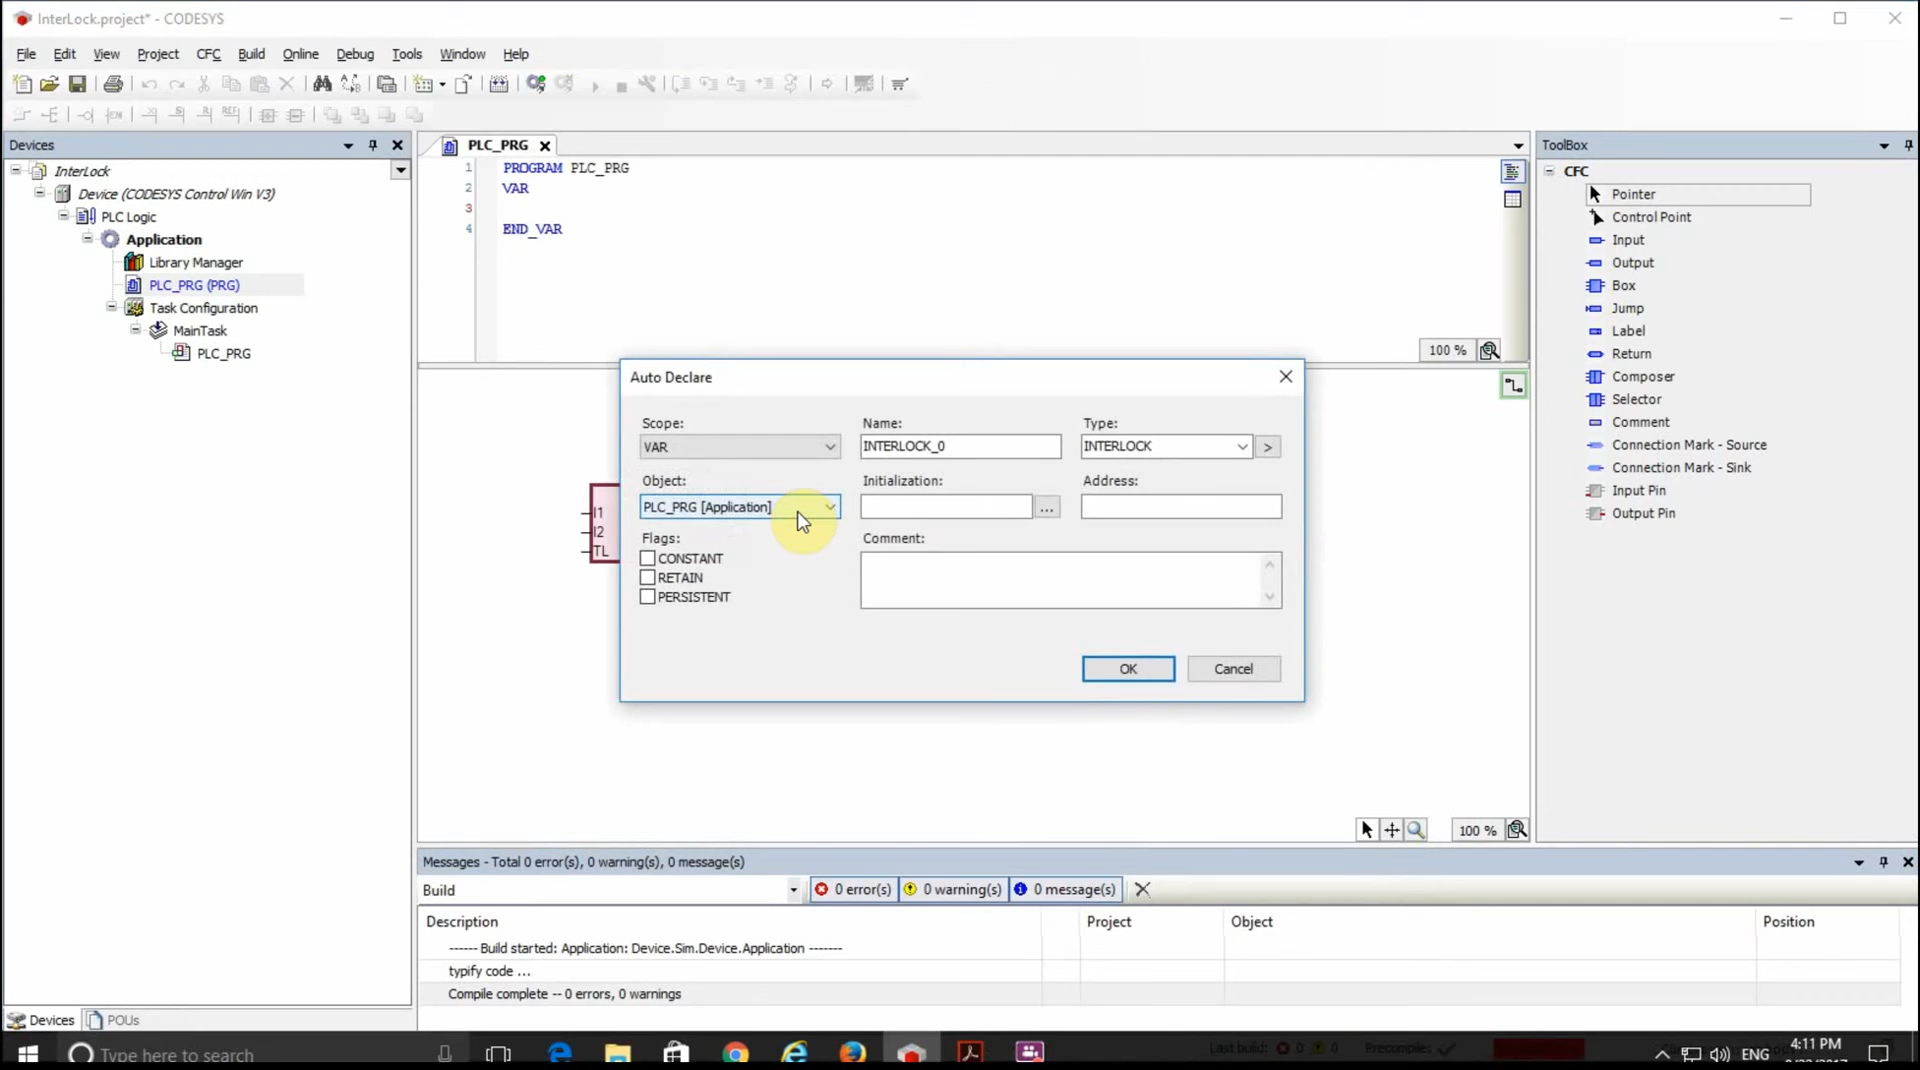 InterLock.project* - CODESYS
File Edit View Project CFC Build Online Debug Tools Window Help
Devices
InterLock
Device (CODESYS Control Win V3)
PLC Logic
Application
Library Manager
PLC_PRG (PRG)
Task Configuration
MainTask
PLC_PRG
PLC_PRG
1 PROGRAM PLC_PRG
2 VAR
3
4 END_VAR
100 %
ToolBox
CFC
Pointer
Control Point
Input
Output
Box
Jump
Label
Return
Composer
Selector
Comment
Connection Mark - Source
Connection Mark - Sink
Input Pin
Output Pin
I1
I2
TL
Auto Declare
Scope: Name: Type:
VAR INTERLOCK_0 INTERLOCK >
Object: Initialization: Address:
PLC_PRG [Application] ...
Flags: Comment:
CONSTANT
RETAIN
PERSISTENT
OK Cancel
100 %
Messages - Total 0 error(s), 0 warning(s), 0 message(s)
Build 0 error(s) 0 warning(s) 0 message(s)
Description Project Object Position
------ Build started: Application: Device.Sim.Device.Application -------
typify code ...
Compile complete -- 0 errors, 0 warnings
Devices POUs
Last build: 0 0 Precompile:
Type here to search
ENG
4:11 PM